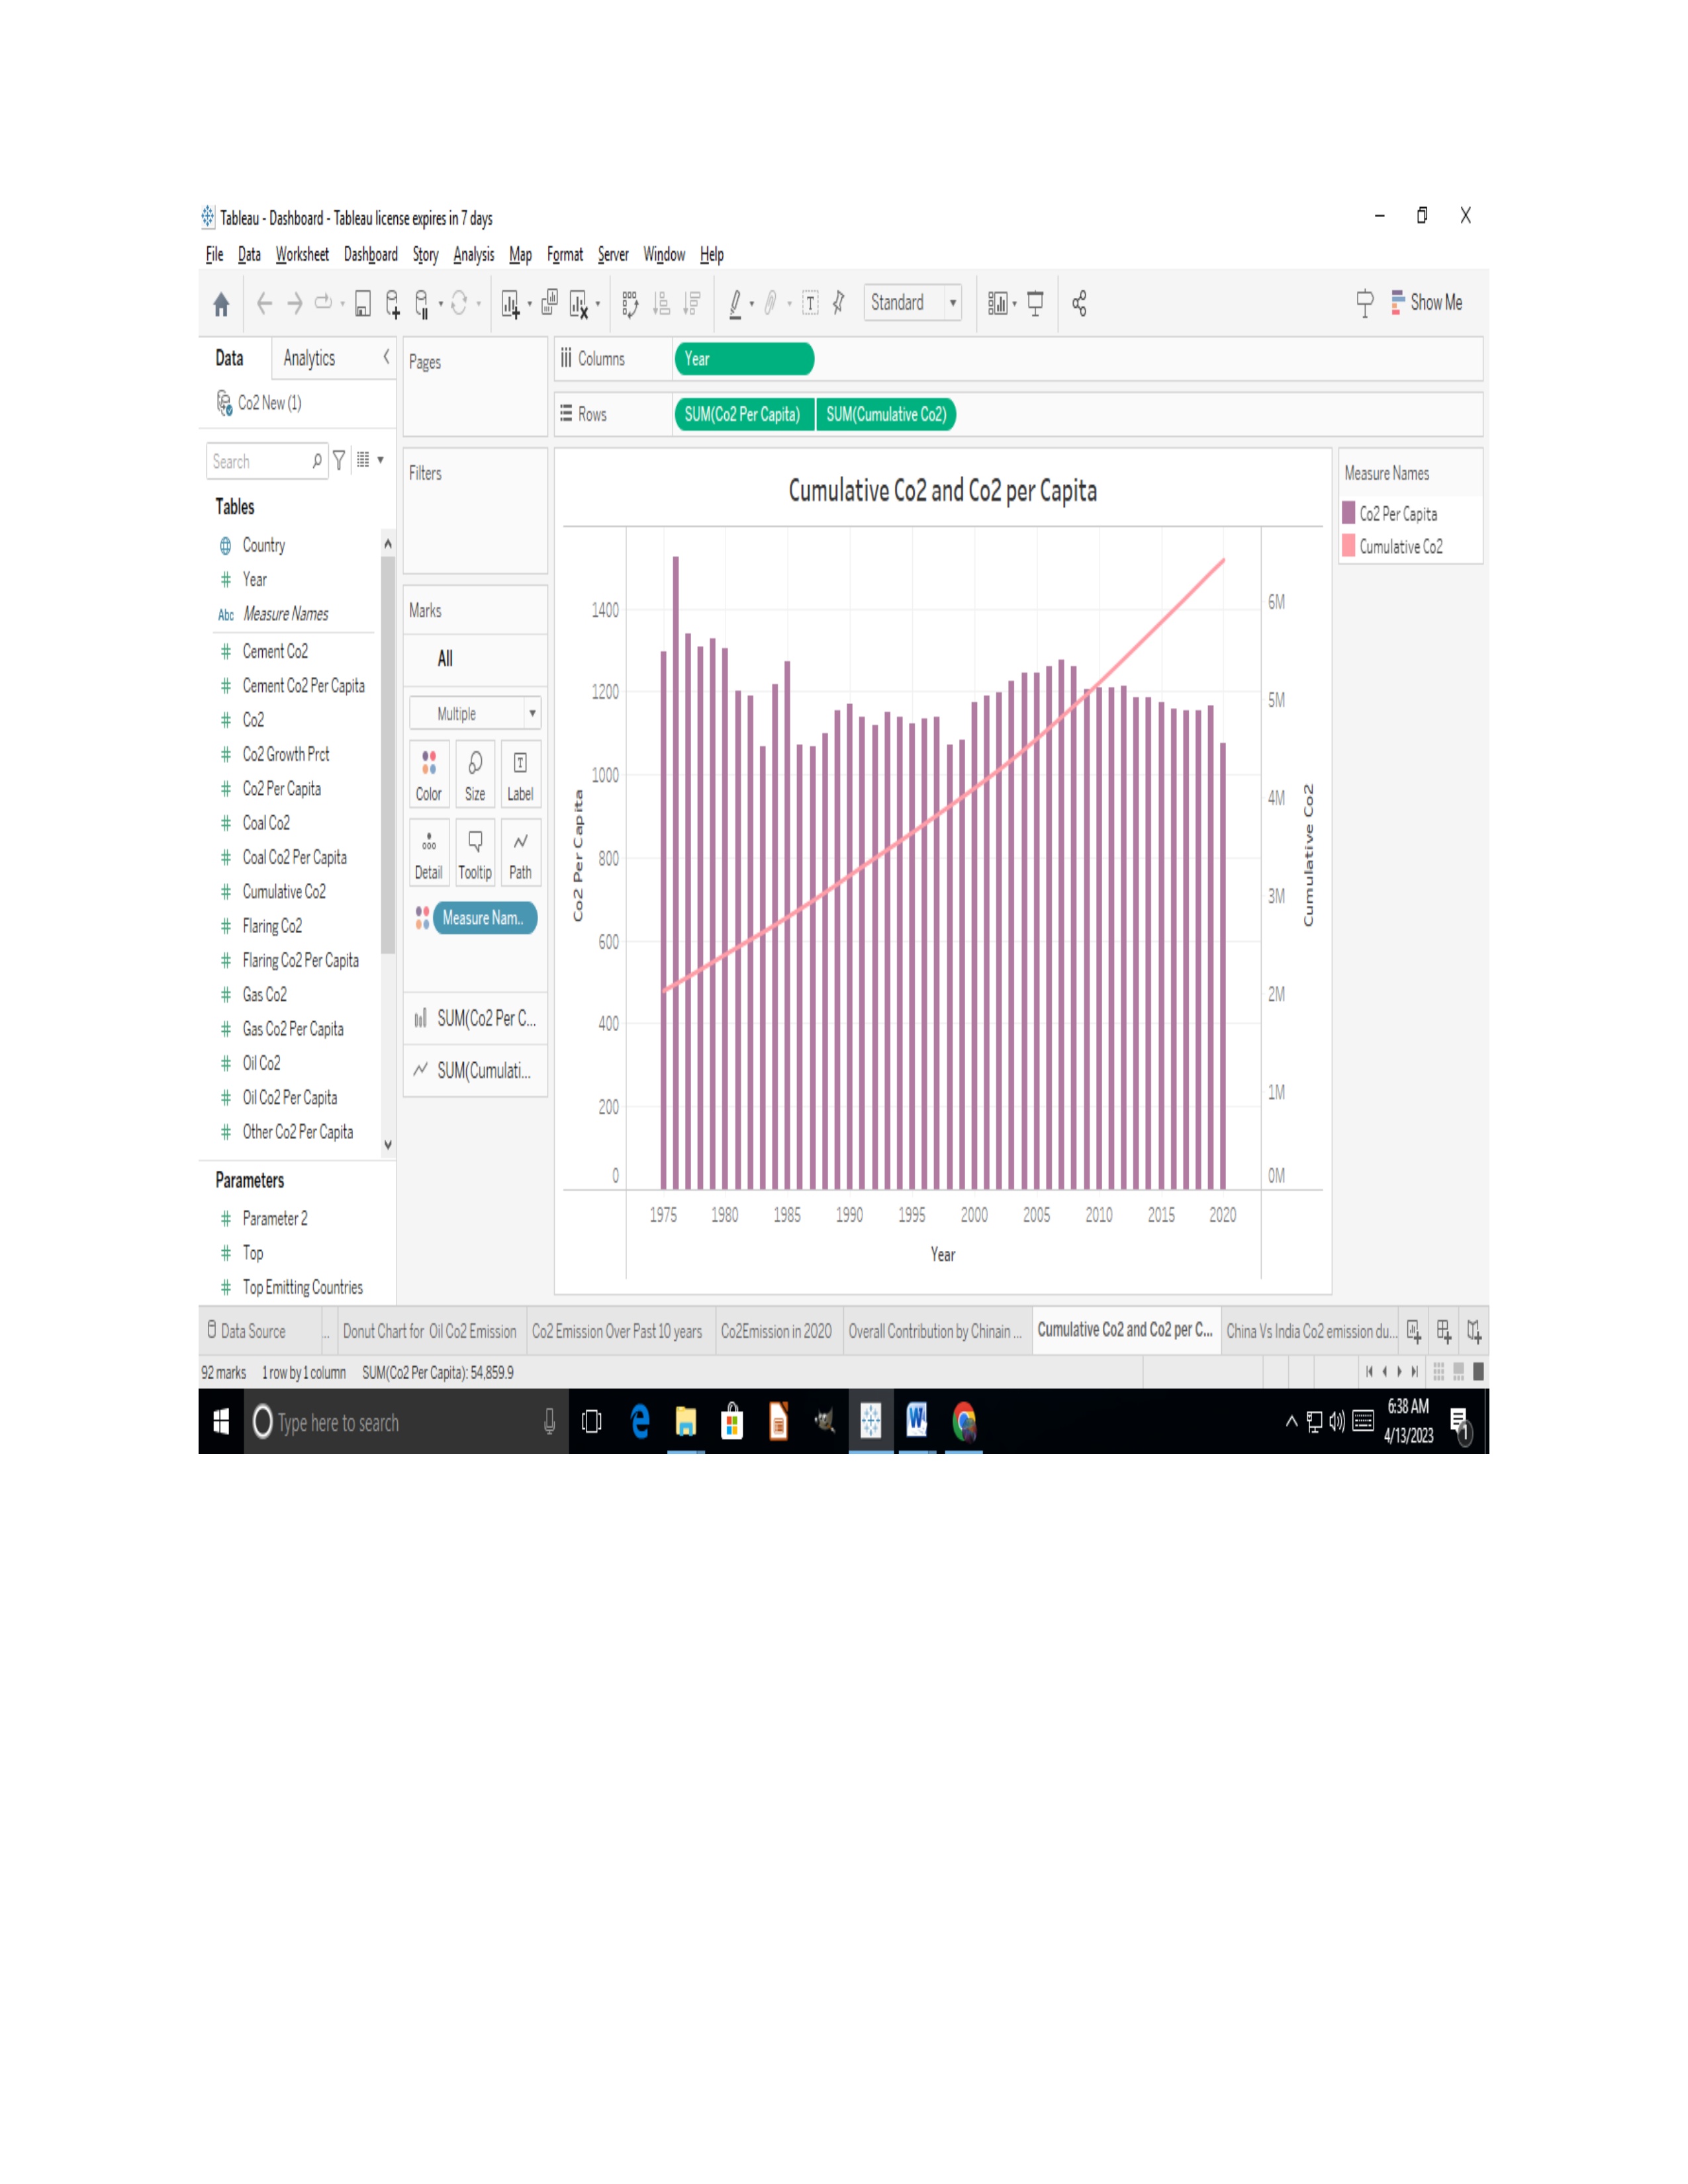 Tableau - Dashboard - Tableau license expires in 7 days
File Data Worksheet Dashboard Story Analysis Map Format Server Window Help
Standard
Show Me
Data Analytics
Co2 New (1)
Search
Tables
Country
Year
Abc Measure Names
Cement Co2
Cement Co2 Per Capita
Co2
Co2 Growth Prct
Co2 Per Capita
Coal Co2
Coal Co2 Per Capita
Cumulative Co2
Flaring Co2
Flaring Co2 Per Capita
Gas Co2
Gas Co2 Per Capita
Oil Co2
Oil Co2 Per Capita
Other Co2 Per Capita
Parameters
Parameter 2
Top
Top Emitting Countries
Pages
Filters
Marks
All
Multiple
Color Size Label
Detail Tooltip Path
Measure Nam..
SUM(Co2 Per C...
SUM(Cumulati...
Columns Year
Rows SUM(Co2 Per Capita) SUM(Cumulative Co2)
Cumulative Co2 and Co2 per Capita
Co2 Per Capita
1400
1200
1000
800
600
400
200
0
6M
5M
4M
3M
2M
1M
0M
Cumulative Co2
1975 1980 1985 1990 1995 2000 2005 2010 2015 2020
Year
Measure Names
Co2 Per Capita
Cumulative Co2
Data Source ... Donut Chart for Oil Co2 Emission Co2 Emission Over Past 10 years Co2Emission in 2020 Overall Contribution by Chinain ... Cumulative Co2 and Co2 per C... China Vs India Co2 emission du...
92 marks 1 row by 1 column SUM(Co2 Per Capita): 54,859.9
Type here to search
6:38 AM
4/13/2023
1